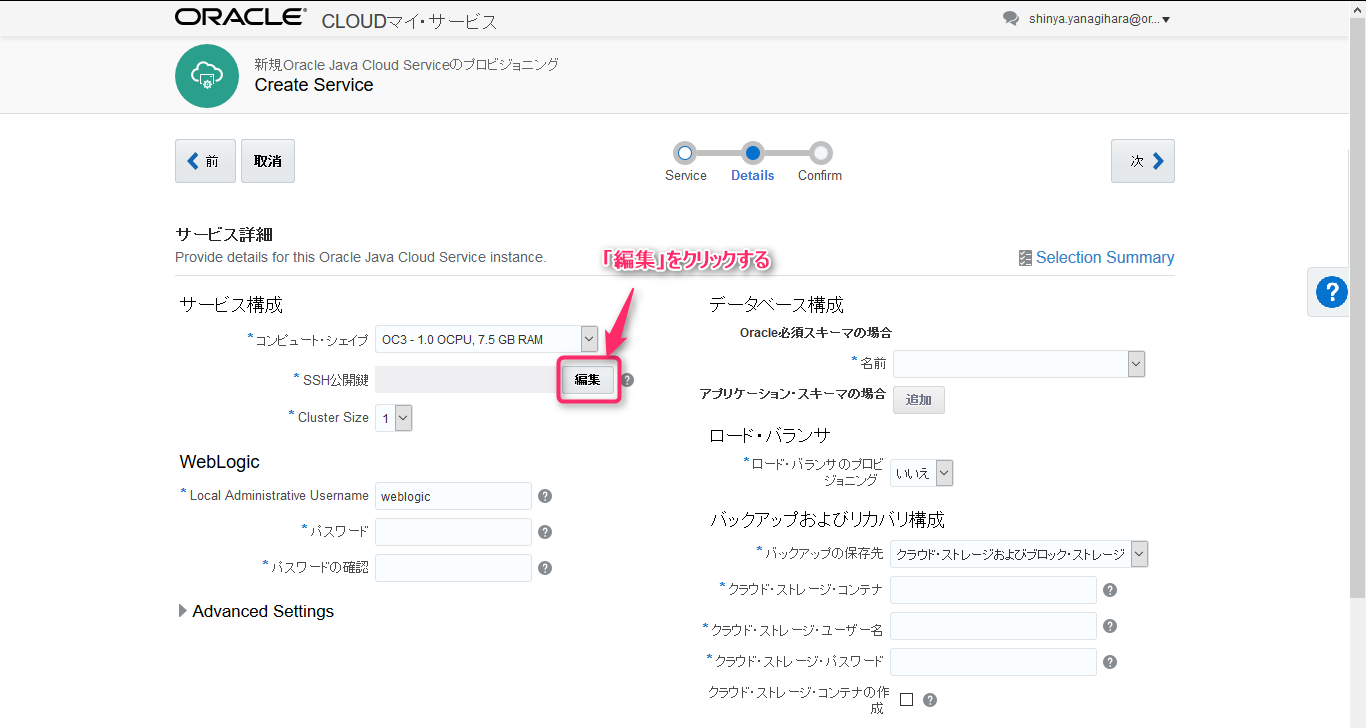 ORACLE® CLOUDマイ・サービス
shinya.yanagihara@or...▼
新規Oracle Java Cloud Serviceのプロビジョニング
Create Service
前
取消
Service
Details
Confirm
次
サービス詳細
Provide details for this Oracle Java Cloud Service instance.
「編集」をクリックする
Selection Summary
?
サービス構成
*コンピュート・シェイプ
OC3 - 1.0 OCPU, 7.5 GB RAM
*SSH公開鍵
編集
?
*Cluster Size
1
WebLogic
*Local Administrative Username
weblogic
?
*パスワード
?
*パスワードの確認
?
Advanced Settings
データベース構成
Oracle必須スキーマの場合
*名前
アプリケーション・スキーマの場合
追加
ロード・バランサ
*ロード・バランサのプロビ
ジョニング
いいえ
バックアップおよびリカバリ構成
*バックアップの保存先
クラウド・ストレージおよびブロック・ストレージ
*クラウド・ストレージ・コンテナ
?
*クラウド・ストレージ・ユーザー名
?
*クラウド・ストレージ・パスワード
?
クラウド・ストレージ・コンテナの作
成
?